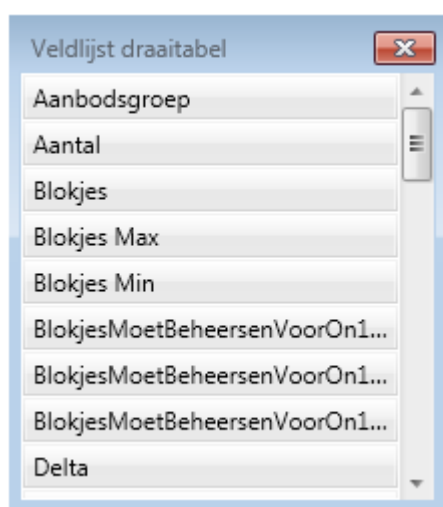 Veldlijst draaitabel
Aanbodsgroep
Aantal
Blokjes
Blokjes Max
Blokjes Min
BlokjesMoetBeheersenVoorOn1...
BlokjesMoetBeheersenVoorOn1...
BlokjesMoetBeheersenVoorOn1...
Delta